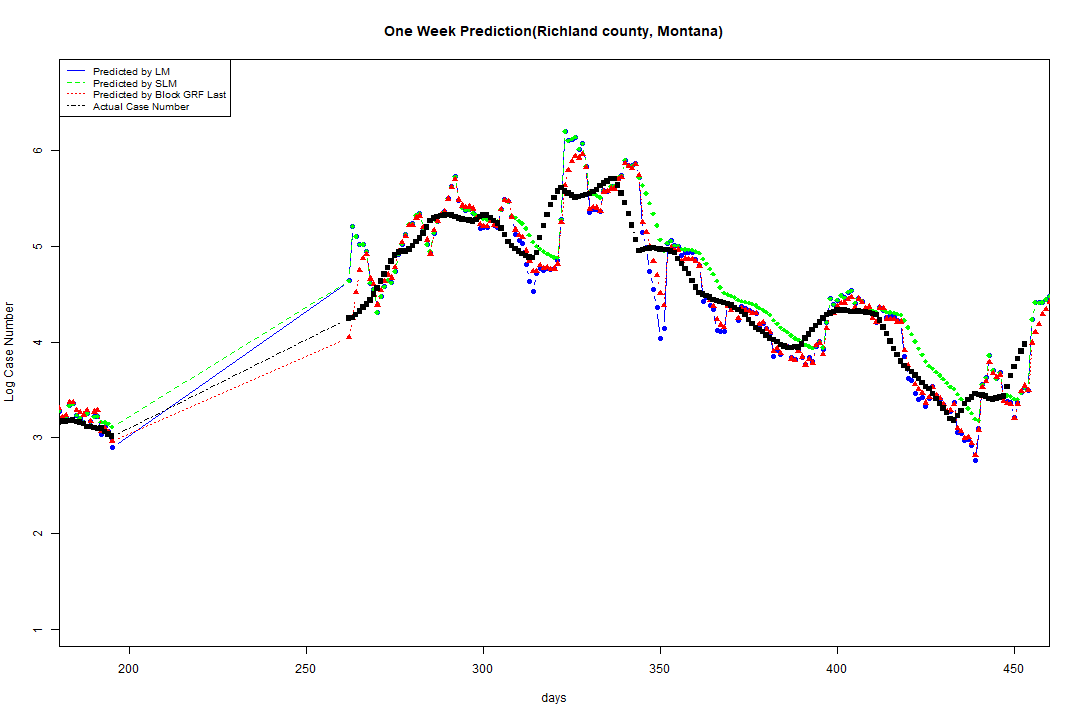 One Week Prediction(Richland county, Montana)
Predicted by LM
Predicted by SLM
Predicted by Block GRF Last
Actual Case Number
Log Case Number
6
5
4
3
2
1
200 250 300 350 400 450
days